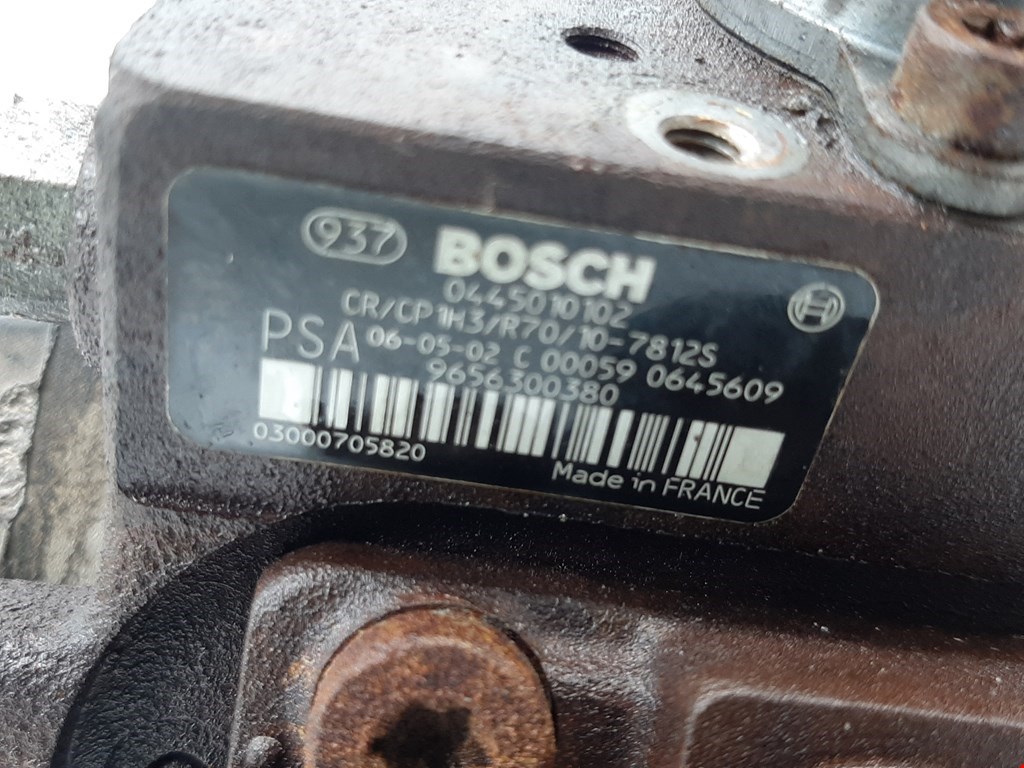 937 BOSCH
0445010102
CR/CP1H3/R70/10-7812S
PSA 06-05-02 C 00059 0645609
9656300380
03000705820
Made in FRANCE